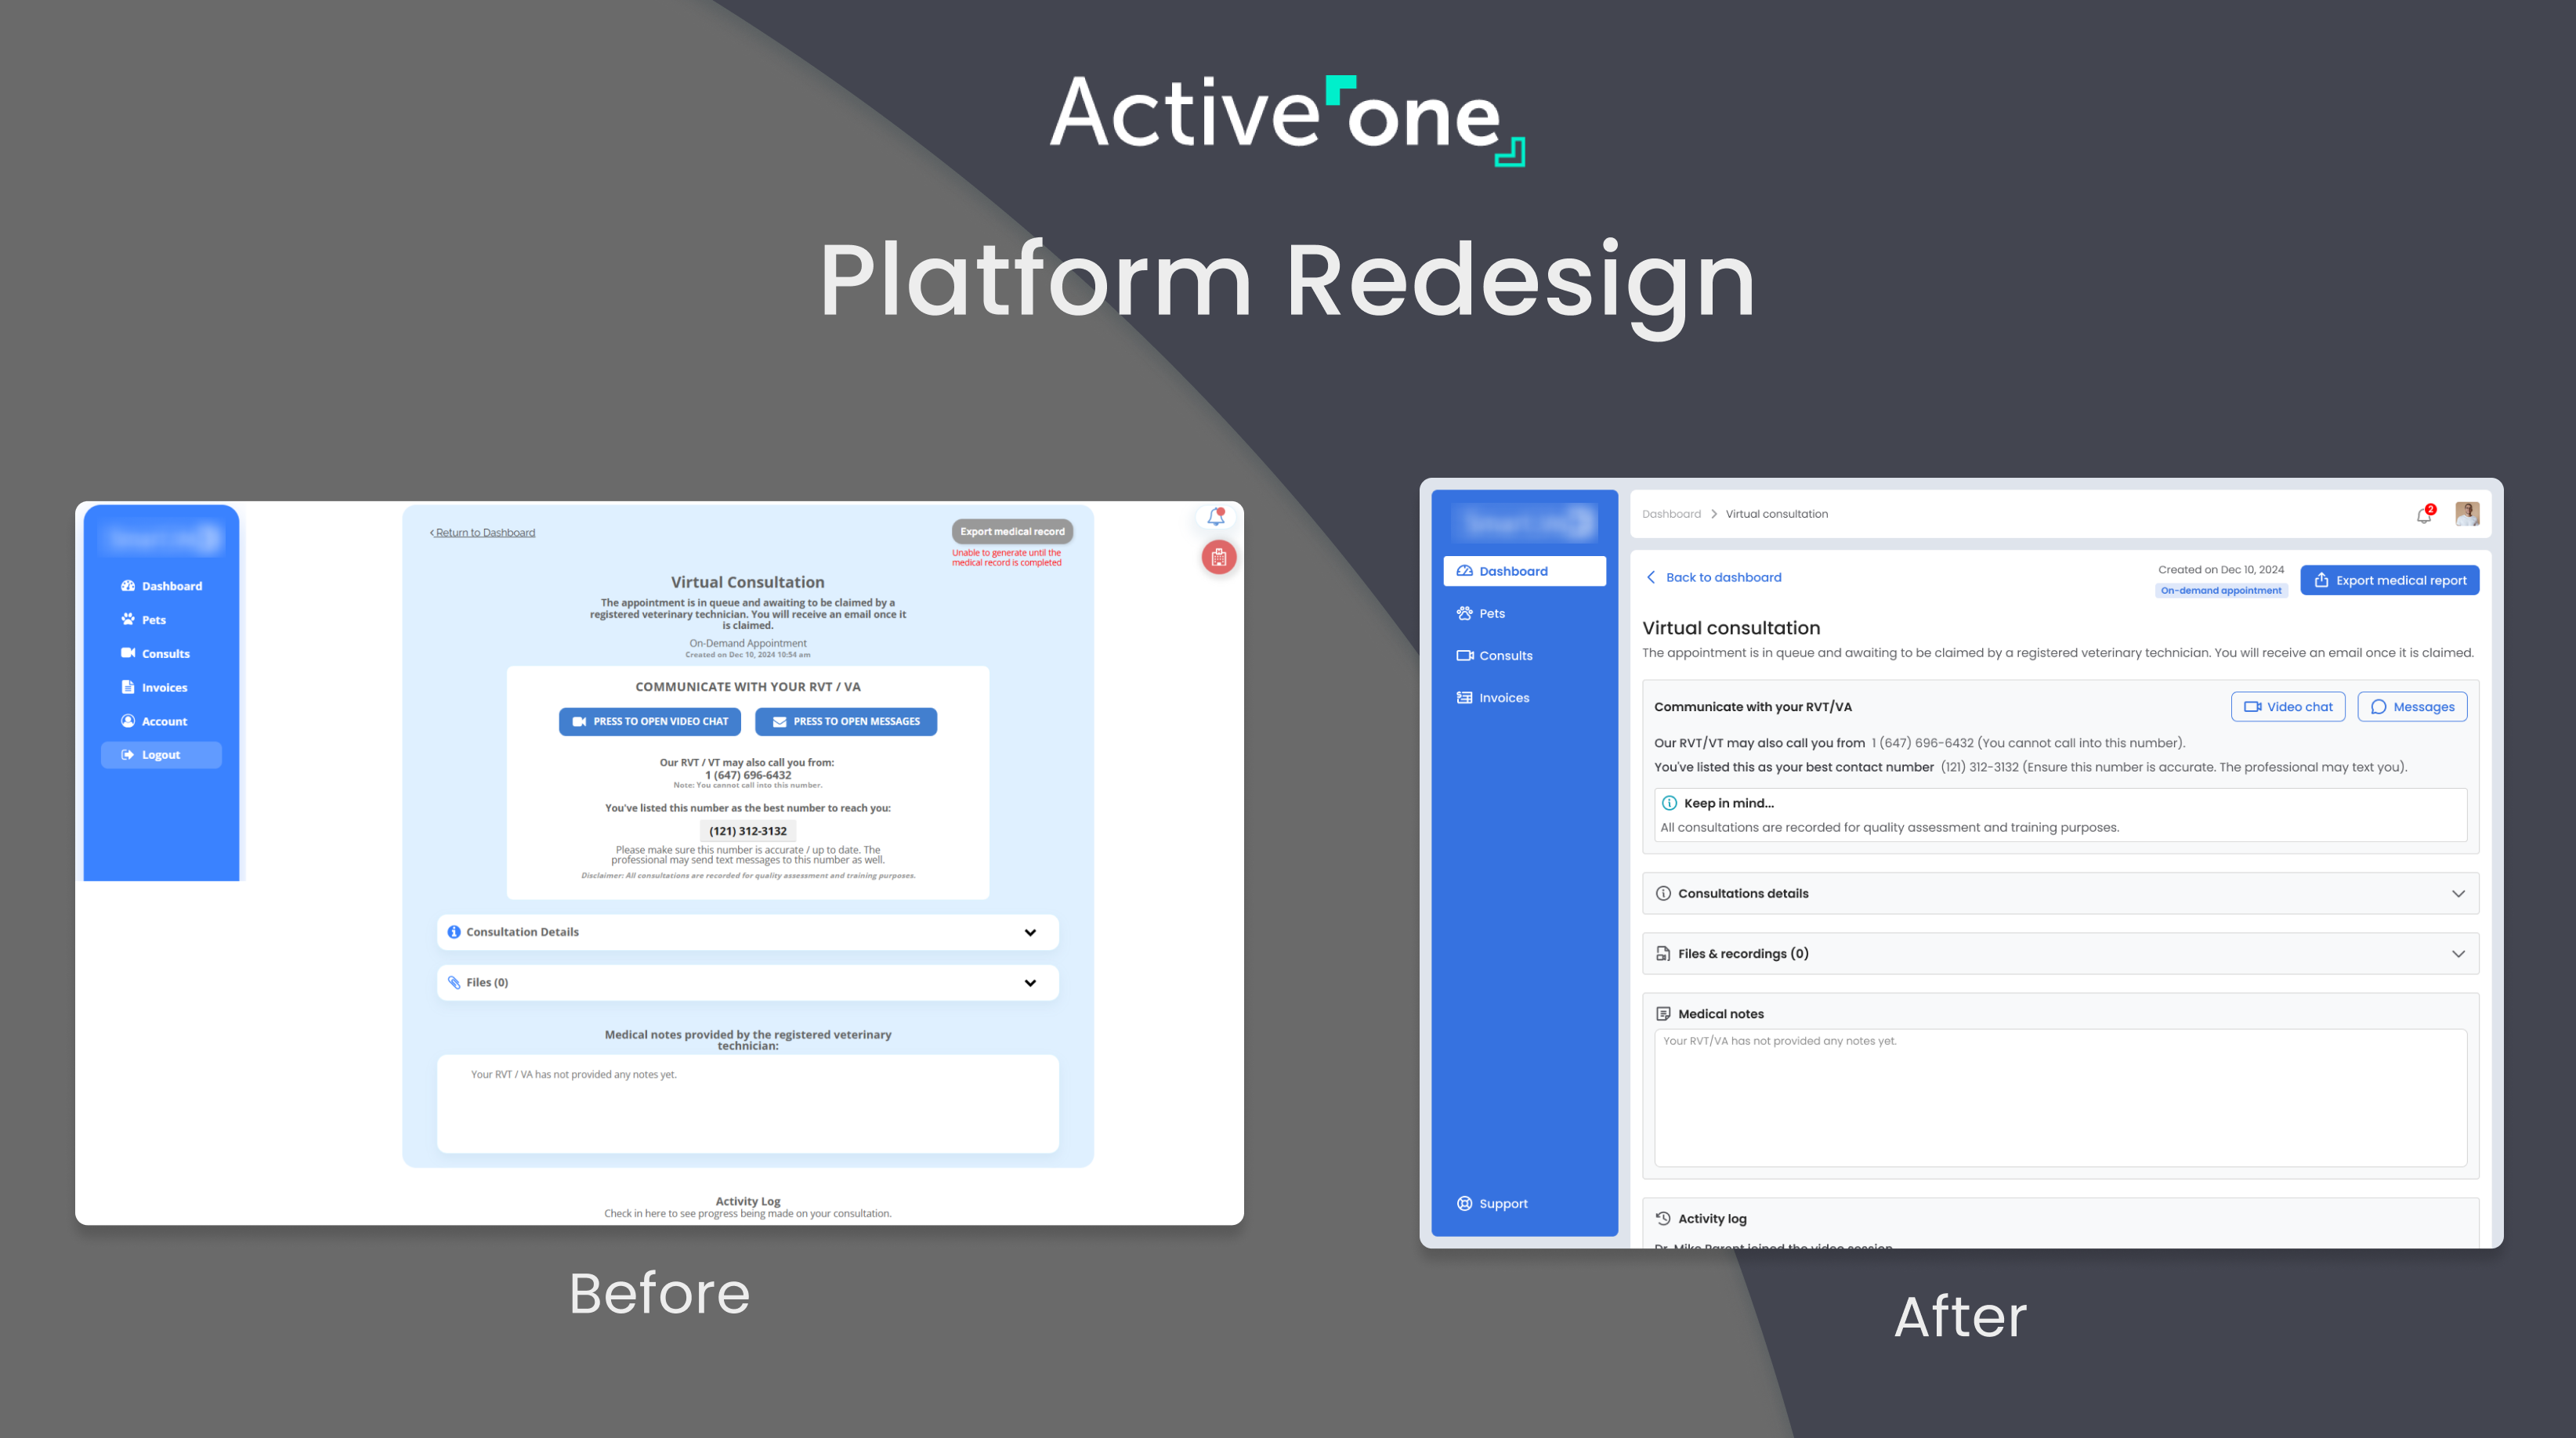 Active one
Platform Redesign
Dashboard
Pets
Consults
Invoices
Account
Logout
Return to Dashboard
Export medical record
Unable to generate until the
medical record is completed
Virtual Consultation
The appointment is in queue and awaiting to be claimed by a
registered veterinary technician. You will receive an email once it
is claimed.
On-Demand Appointment
Created on Dec 10, 2024 10:54 am
COMMUNICATE WITH YOUR RVT / VA
PRESS TO OPEN VIDEO CHAT
PRESS TO OPEN MESSAGES
Our RVT / VT may also call you from:
1 (647) 696-6432
Note: You cannot call into this number.
You've listed this number as the best number to reach you:
(121) 312-3132
Please make sure this number is accurate / up to date. The
professional may send text messages to this number as well.
Disclaimer: All consultations are recorded for quality assessment and training purposes.
Consultation Details
Files (0)
Medical notes provided by the registered veterinary
technician:
Your RVT / VA has not provided any notes yet.
Activity Log
Check in here to see progress being made on your consultation.
Before
Dashboard
Pets
Consults
Invoices
Support
Dashboard > Virtual consultation
2
Back to dashboard
Created on Dec 10, 2024
On-demand appointment
Export medical report
Virtual consultation
The appointment is in queue and awaiting to be claimed by a registered veterinary technician. You will receive an email once it is claimed.
Communicate with your RVT/VA
Video chat
Messages
Our RVT/VT may also call you from 1 (647) 696-6432 (You cannot call into this number).
You've listed this as your best contact number (121) 312-3132 (Ensure this number is accurate. The professional may text you).
Keep in mind...
All consultations are recorded for quality assessment and training purposes.
Consultations details
Files & recordings (0)
Medical notes
Your RVT/VA has not provided any notes yet.
Activity log
Dr. Mike Parent joined the video session
After